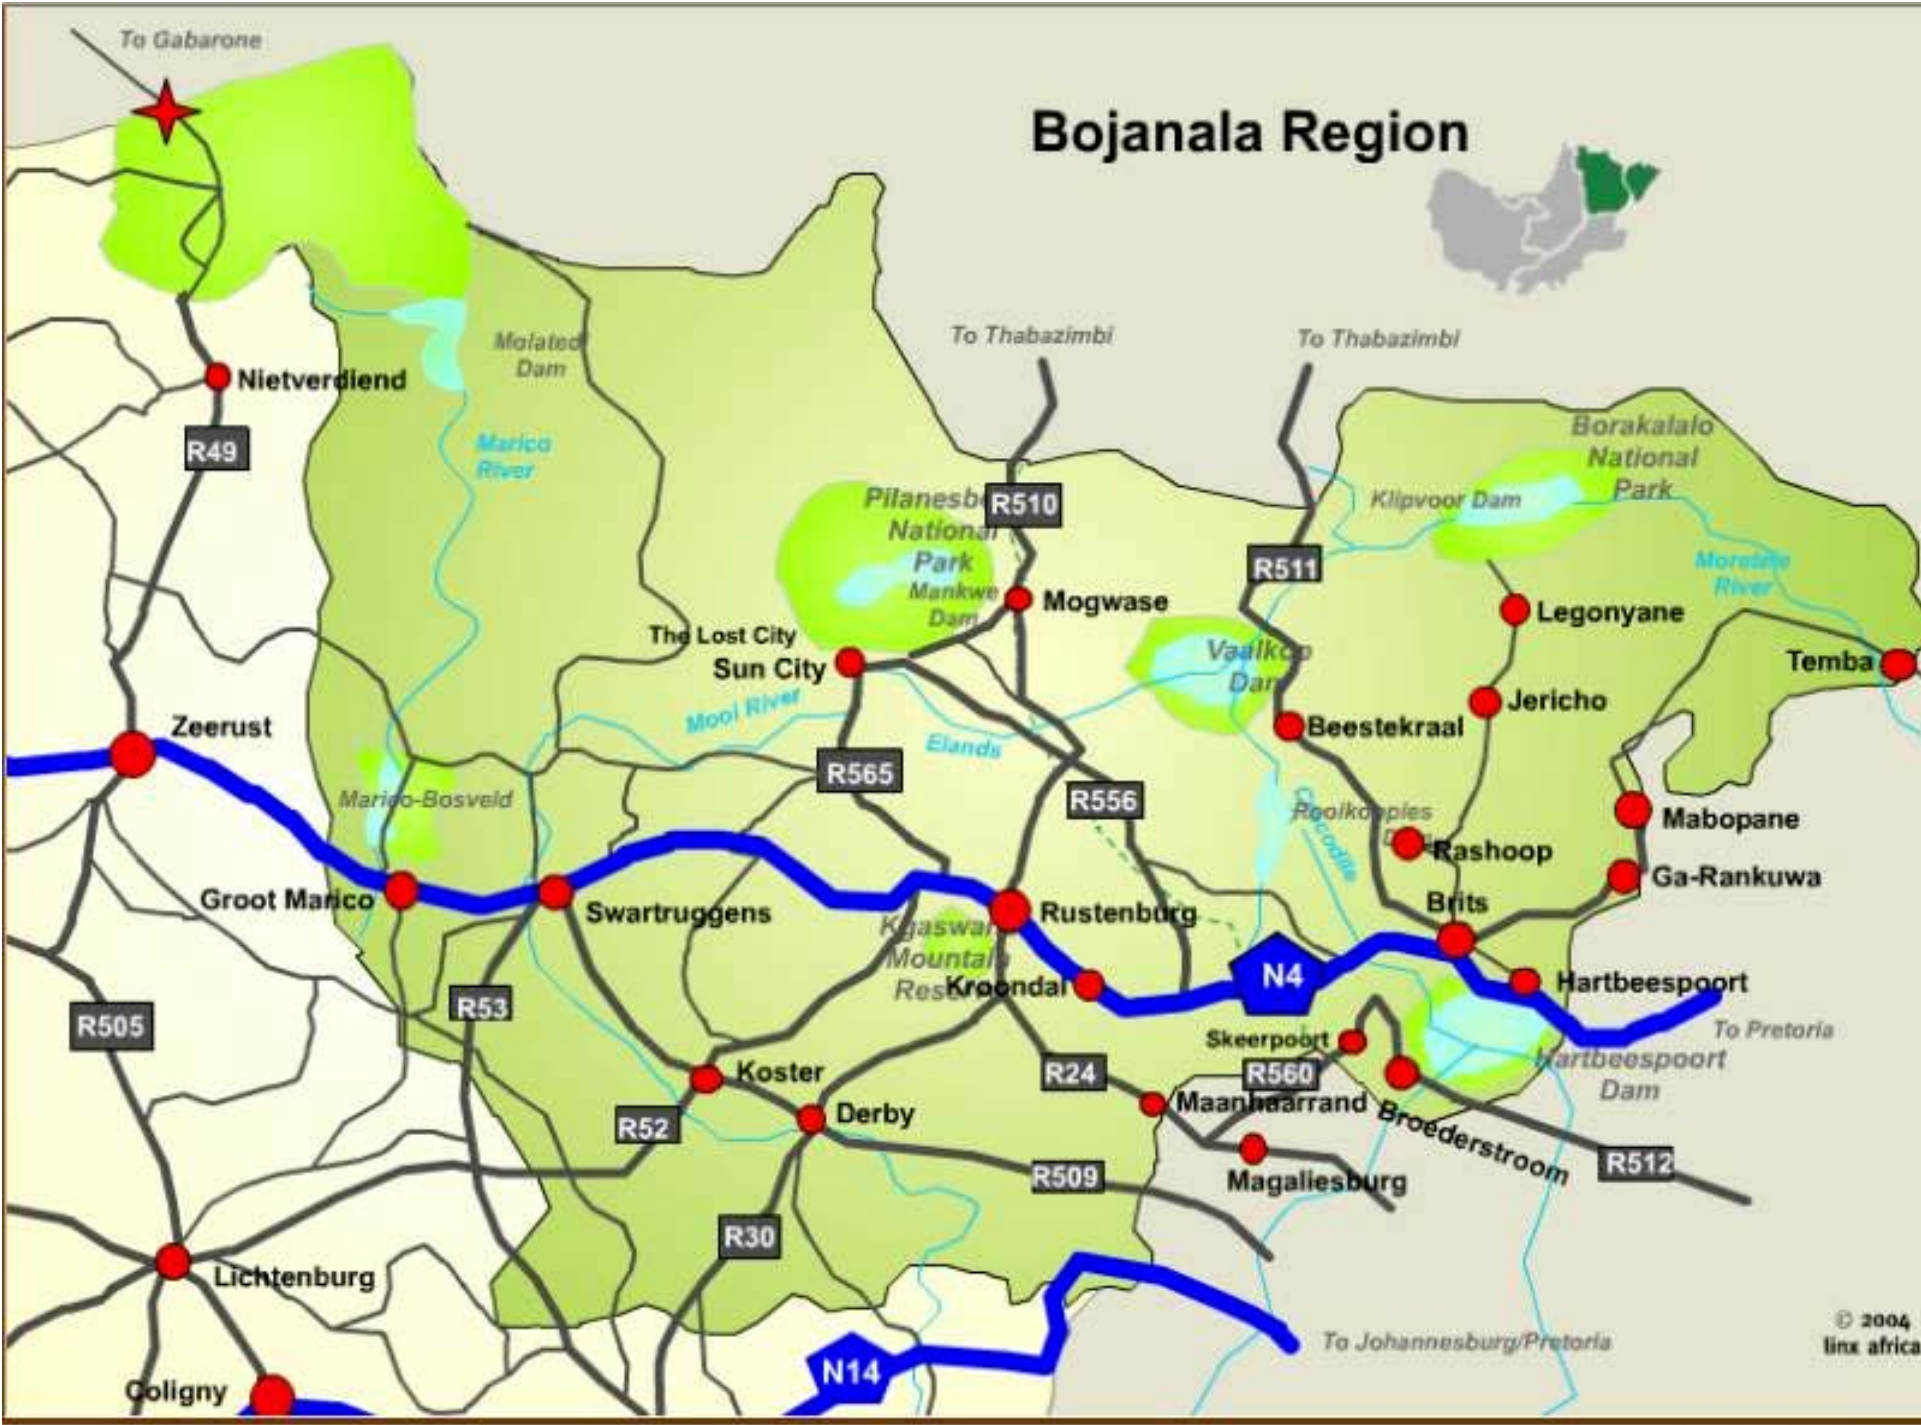 To Gabarone
Bojanala Region
To Thabazimbi
To Thabazimbi
Molated
Dam
Nietverdiend
R49
Marico
River
Borakalalo
National
Park
Klipvoor Dam
National
Park
Mankwe
Dam
R510
R511
Moretele
River
Mogwase
Legonyane
The Lost City
Sun City
Vaalkop
Dam
Temba
Mooi River
Elands
Jericho
Beestekraal
Zeerust
R565
R556
Marico-Bosveld
Crocodile
Mabopane
Rashoop
Ga-Rankuwa
Groot Marico
Swartruggens
Rustenburg
Brits
Mountain
Kroondal
N4
Hartbeespoort
R53
R505
To Pretoria
Skeerpoort
Hartbeespoort
Dam
Koster
R24
R560
Maanhaarrand
Derby
R52
Broederstroom
R509
R512
Magaliesburg
R30
Lichtenburg
N14
To Johannesburg/Pretoria
Coligny
© 2004
linx africa